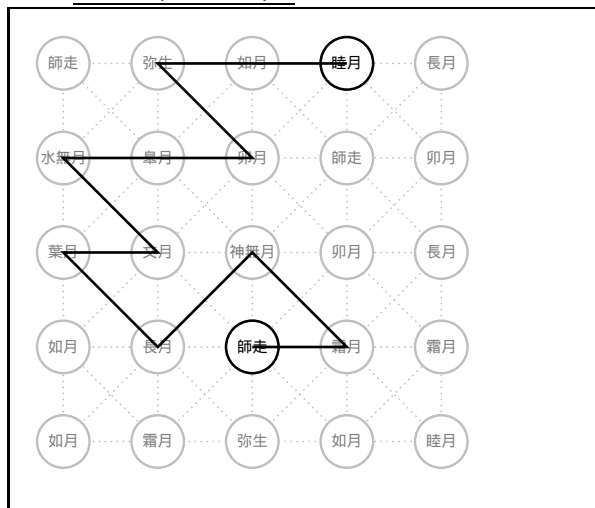 師走 弥生 如月 睦月 長月
水無月 皐月 卯月 師走 卯月
葉月 文月 神無月 卯月 長月
如月 長月 師走 霜月 霜月
如月 霜月 弥生 如月 睦月